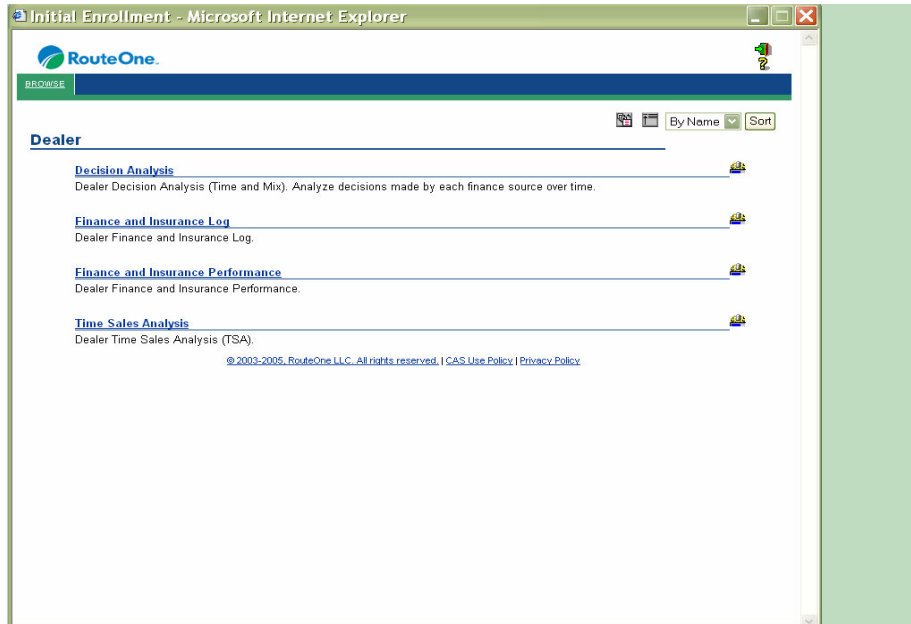 Initial Enrollment - Microsoft Internet Explorer
RouteOne.
BROWSE
By Name Sort
Dealer
Decision Analysis
Dealer Decision Analysis (Time and Mix). Analyze decisions made by each finance source over time.
Finance and Insurance Log
Dealer Finance and Insurance Log.
Finance and Insurance Performance
Dealer Finance and Insurance Performance.
Time Sales Analysis
Dealer Time Sales Analysis (TSA).
© 2003-2005, RouteOne LLC. All rights reserved. | CAS Use Policy | Privacy Policy